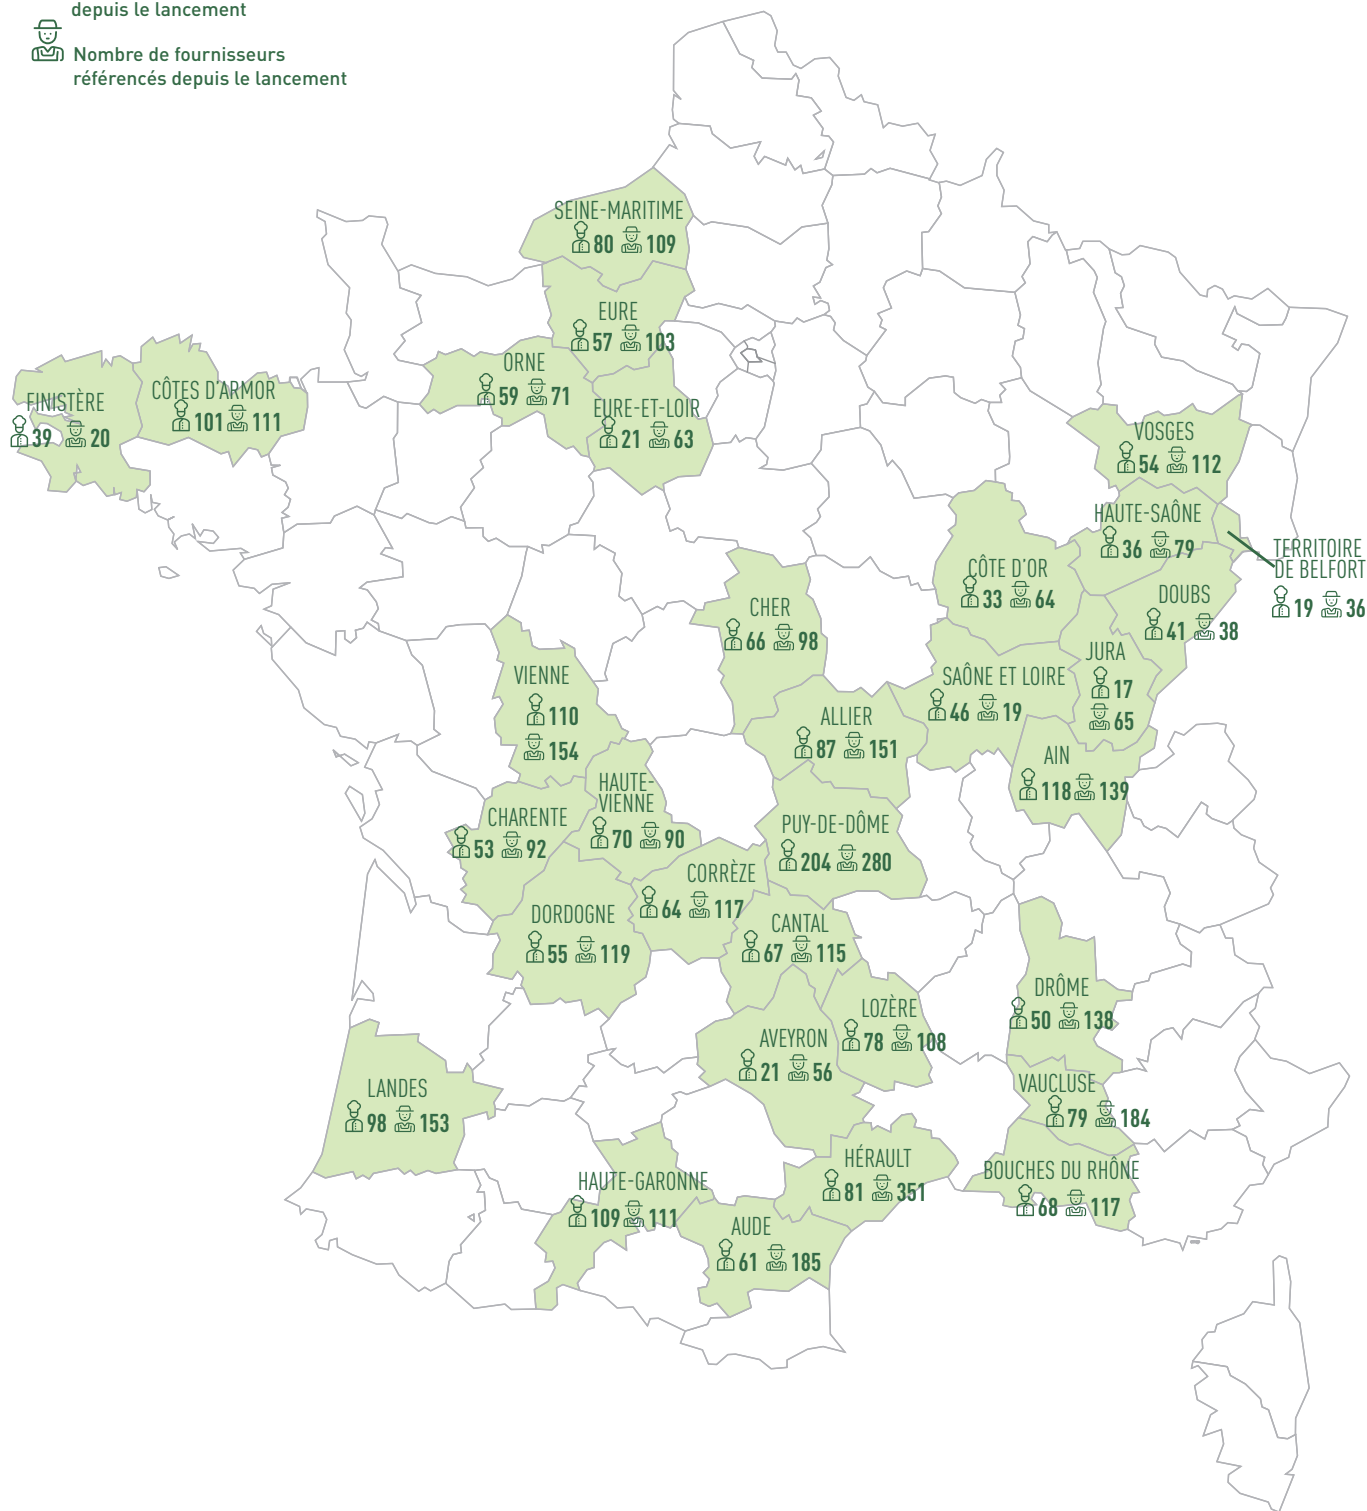 depuis le lancement
Nombre de fournisseurs
référencés depuis le lancement
SEINE-MARITIME
80 109
EURE
57 103
ORNE
59 71
EURE-ET-LOIR
21 63
CÔTES D'ARMOR
101 111
FINISTÈRE
39 20
VOSGES
54 112
HAUTE-SAÔNE
36 79
TERRITOIRE
DE BELFORT
19 36
CÔTE D'OR
33 64
DOUBS
41 38
CHER
66 98
JURA
17
65
SAÔNE ET LOIRE
46 19
VIENNE
110
154
ALLIER
87 151
AIN
118 139
HAUTE-
VIENNE
70 90
CHARENTE
53 92
PUY-DE-DÔME
204 280
CORRÈZE
64 117
DORDOGNE
55 119
CANTAL
67 115
DRÔME
50 138
LOZÈRE
78 108
AVEYRON
21 56
LANDES
98 153
VAUCLUSE
79 184
HÉRAULT
81 351
BOUCHES DU RHÔNE
68 117
HAUTE-GARONNE
109 111
AUDE
61 185